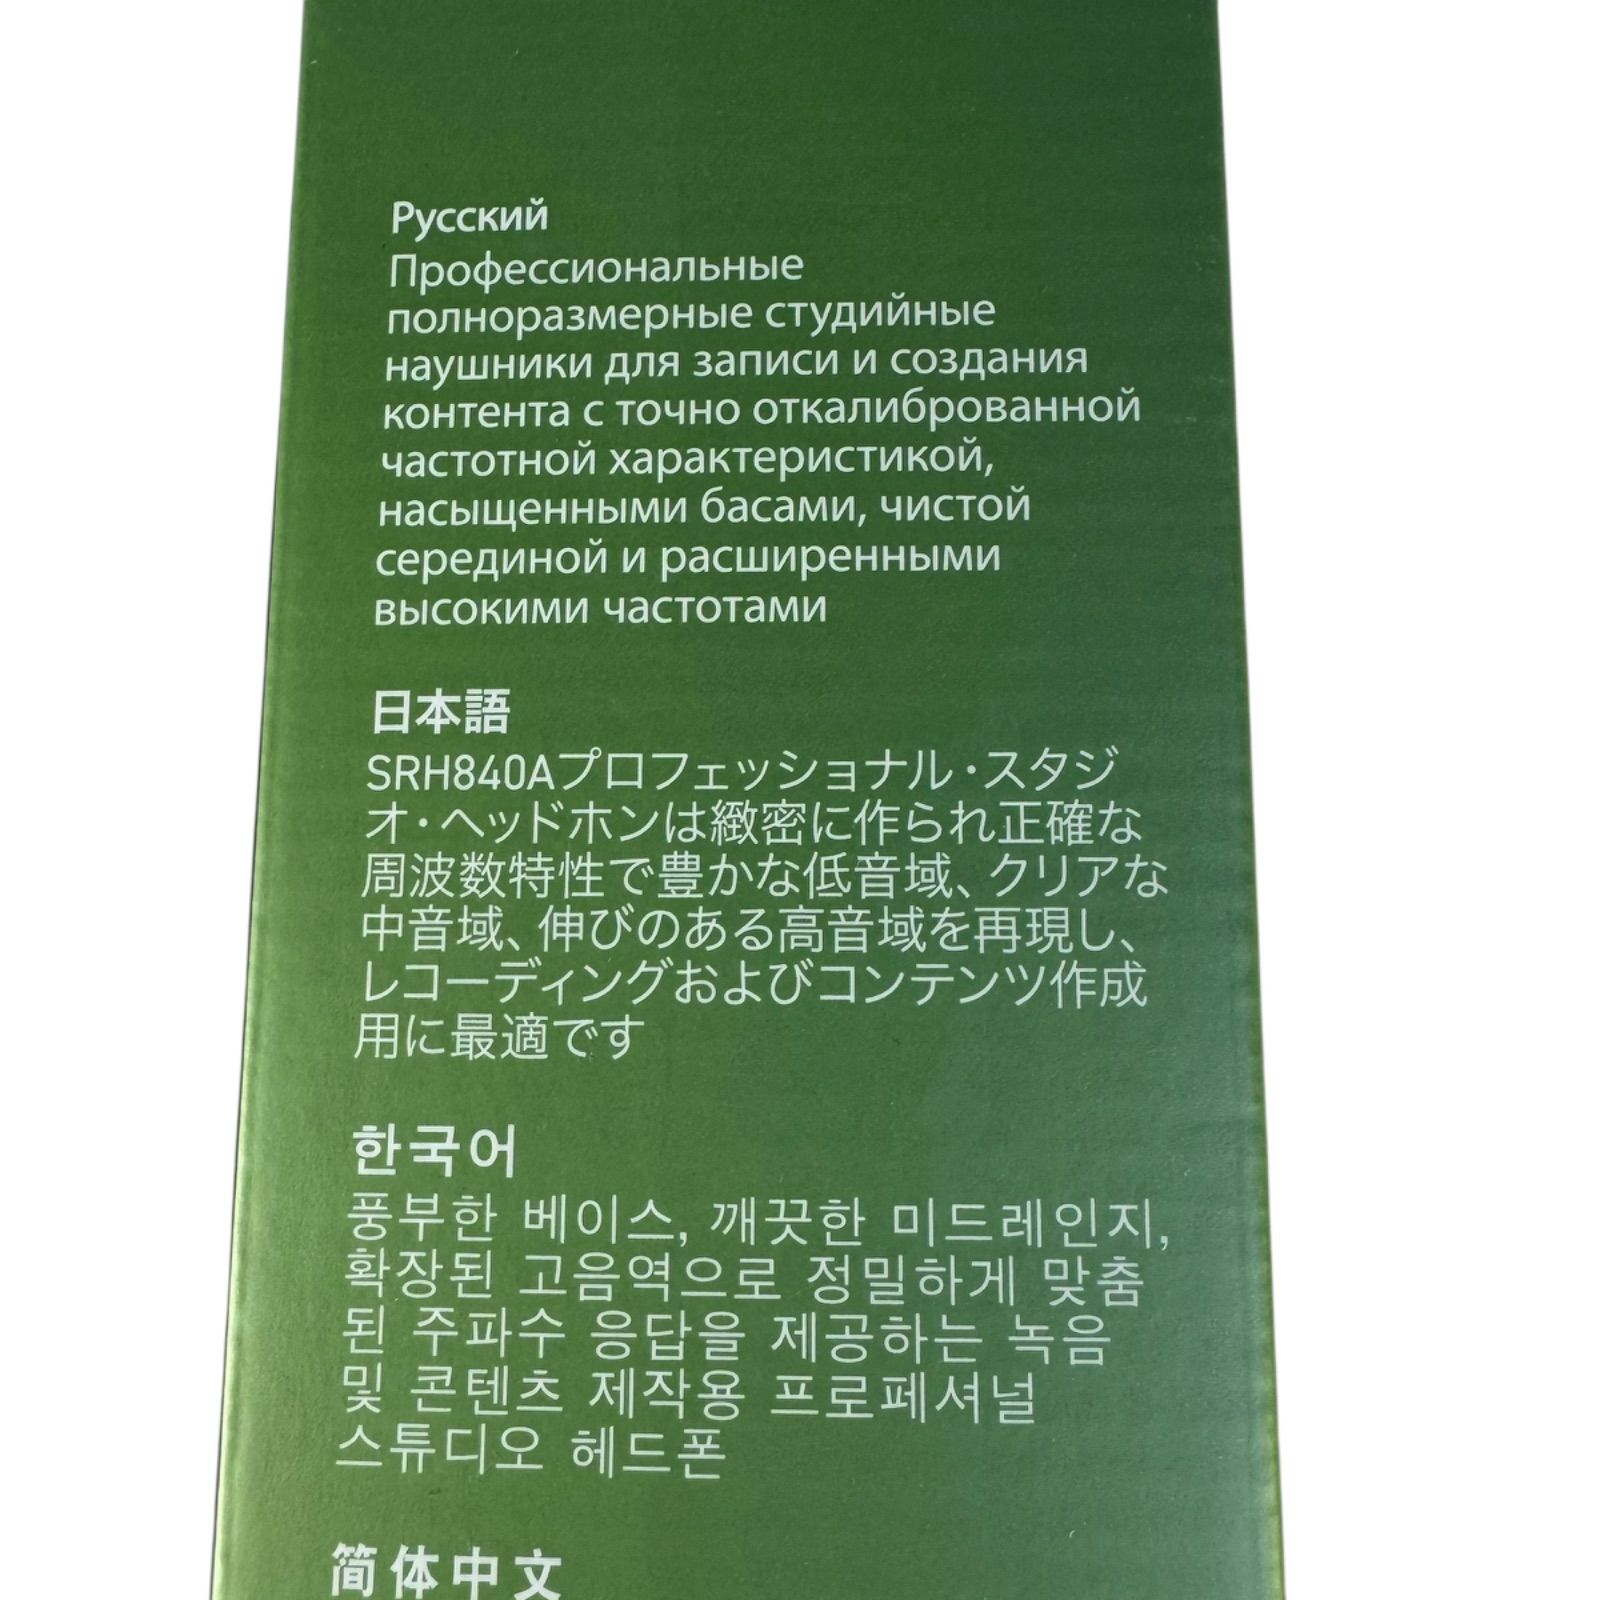 Русский
Профессиональные
полноразмерные студийные
наушники для записи и создания
контента с точно откалиброванной
частотной характеристикой,
насыщенными басами, чистой
серединой и расширенными
высокими частотами
日本語
SRH840Aプロフェッショナル・スタジ
オ・ヘッドホンは緻密に作られ正確な
周波数特性で豊かな低音域、クリアな
中音域、伸びのある高音域を再現し、
レコーディングおよびコンテンツ作成
用に最適です
한국어
풍부한 베이스, 깨끗한 미드레인지,
확장된 고음역으로 정밀하게 맞춤
된 주파수 응답을 제공하는 녹음
및 콘텐츠 제작용 프로페셔널
스튜디오 헤드폰
简体中文